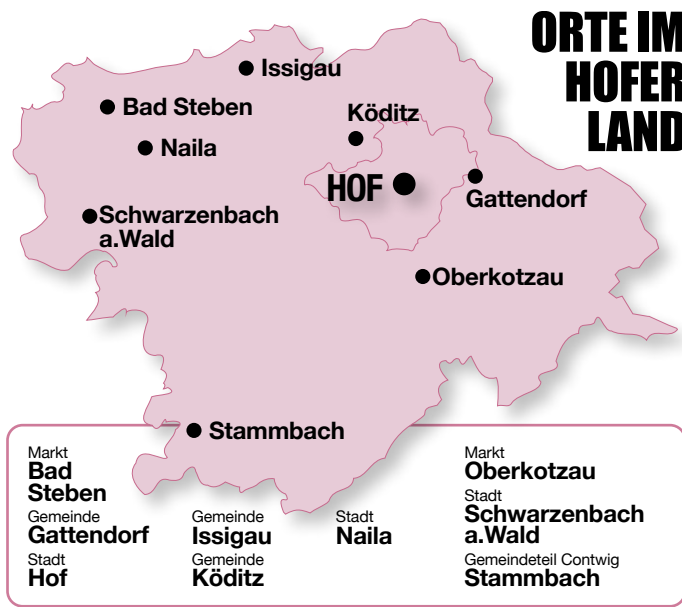 ORTE IM
HOFER
LAND
Issigau
Bad Steben
Köditz
Naila
HOF
Gattendorf
Schwarzenbach
a.Wald
Oberkotzau
Stammbach
Markt
Bad
Steben
Gemeinde
Gattendorf
Stadt
Hof
Gemeinde
Issigau
Gemeinde
Köditz
Stadt
Naila
Markt
Oberkotzau
Stadt
Schwarzenbach
a.Wald
Gemeindeteil Contwig
Stammbach